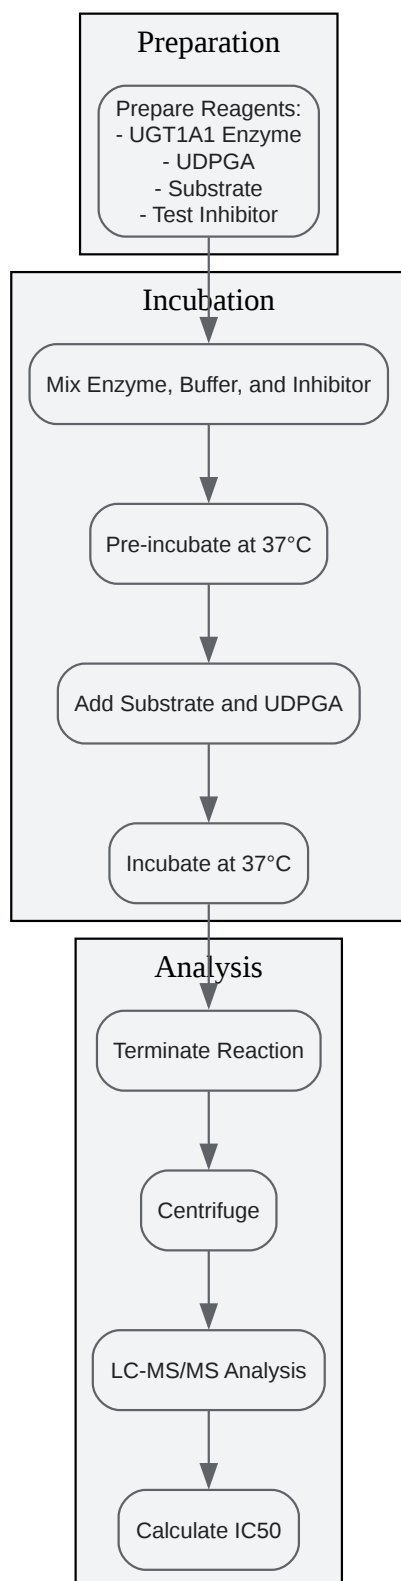 Preparation
Prepare Reagents:
- UGT1A1 Enzyme
- UDPGA
- Substrate
- Test Inhibitor
Incubation
Mix Enzyme, Buffer, and Inhibitor
Pre-incubate at 37°C
Add Substrate and UDPGA
Incubate at 37°C
Analysis
Terminate Reaction
Centrifuge
LC-MS/MS Analysis
Calculate IC50